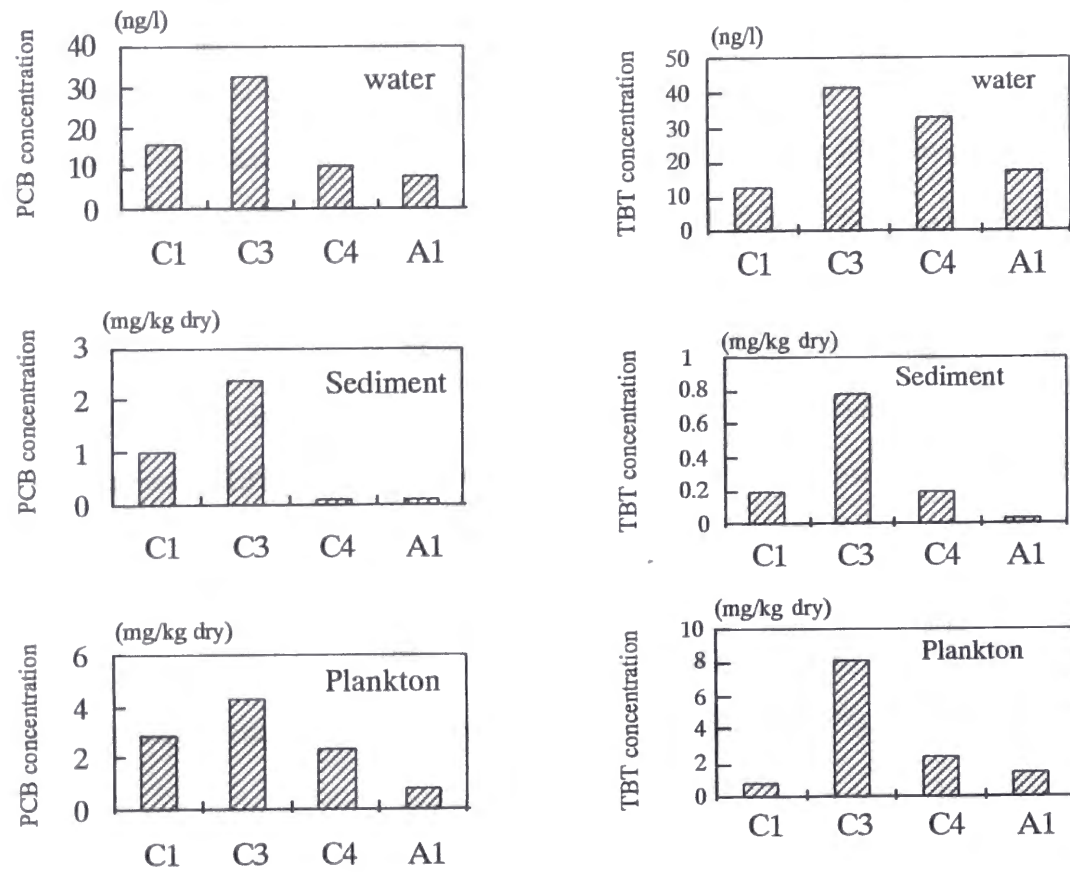 (ng/l)
PCB concentration
40
30
20
10
0
water
C1 C3 C4 A1
(ng/l)
TBT concentration
50
40
30
20
10
0
water
C1 C3 C4 A1
(mg/kg dry)
PCB concentration
3
2
1
0
Sediment
C1 C3 C4 A1
(mg/kg dry)
TBT concentration
1
0.8
0.6
0.4
0.2
0
Sediment
C1 C3 C4 A1
(mg/kg dry)
PCB concentration
6
4
2
0
Plankton
C1 C3 C4 A1
(mg/kg dry)
TBT concentration
10
8
6
4
2
0
Plankton
C1 C3 C4 A1